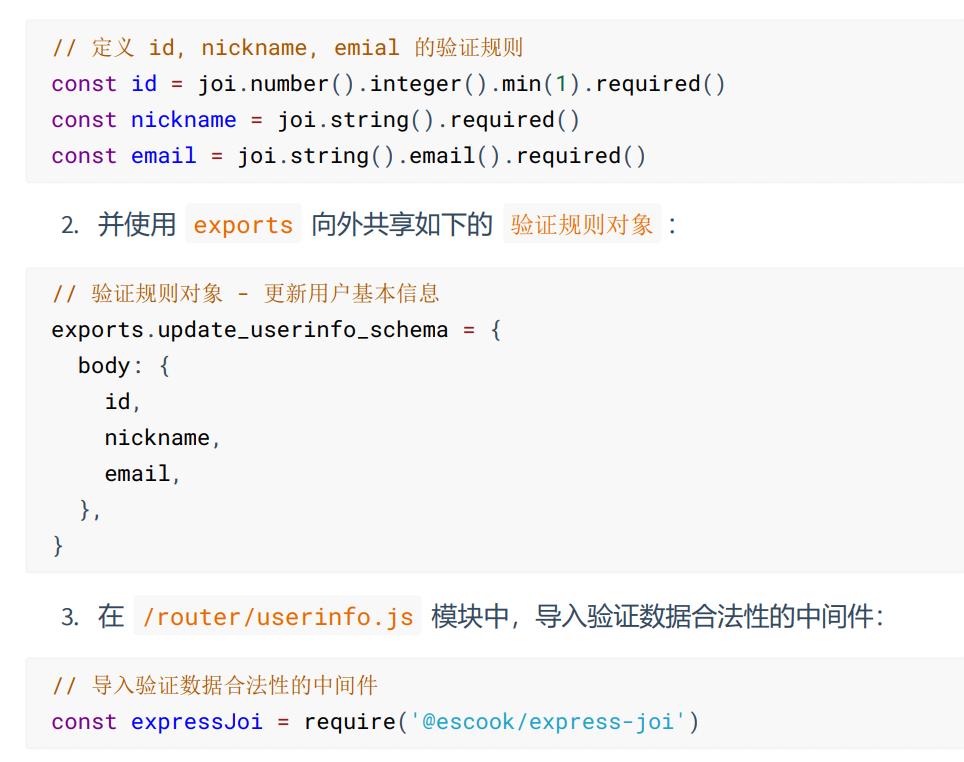 // 定义 id, nickname, emial 的验证规则
const id = joi.number().integer().min(1).required()
const nickname = joi.string().required()
const email = joi.string().email().required()
2. 并使用 exports 向外共享如下的 验证规则对象 ：
// 验证规则对象 - 更新用户基本信息
exports.update_userinfo_schema = {
  body: {
    id,
    nickname,
    email,
  },
}
3. 在 /router/userinfo.js 模块中，导入验证数据合法性的中间件：
// 导入验证数据合法性的中间件
const expressJoi = require('@escook/express-joi')